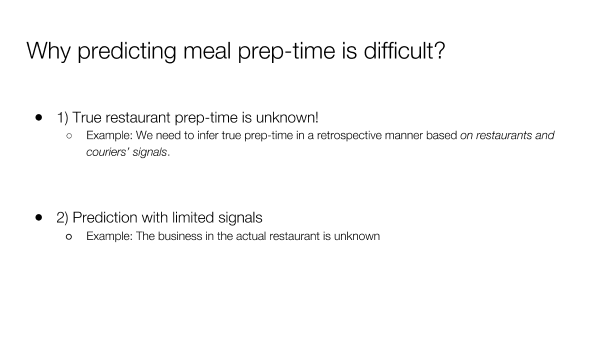 Why predicting meal prep-time is difficult?
● 1) True restaurant prep-time is unknown!
○ Example: We need to infer true prep-time in a retrospective manner based on restaurants and
couriers' signals.
● 2) Prediction with limited signals
○ Example: The business in the actual restaurant is unknown